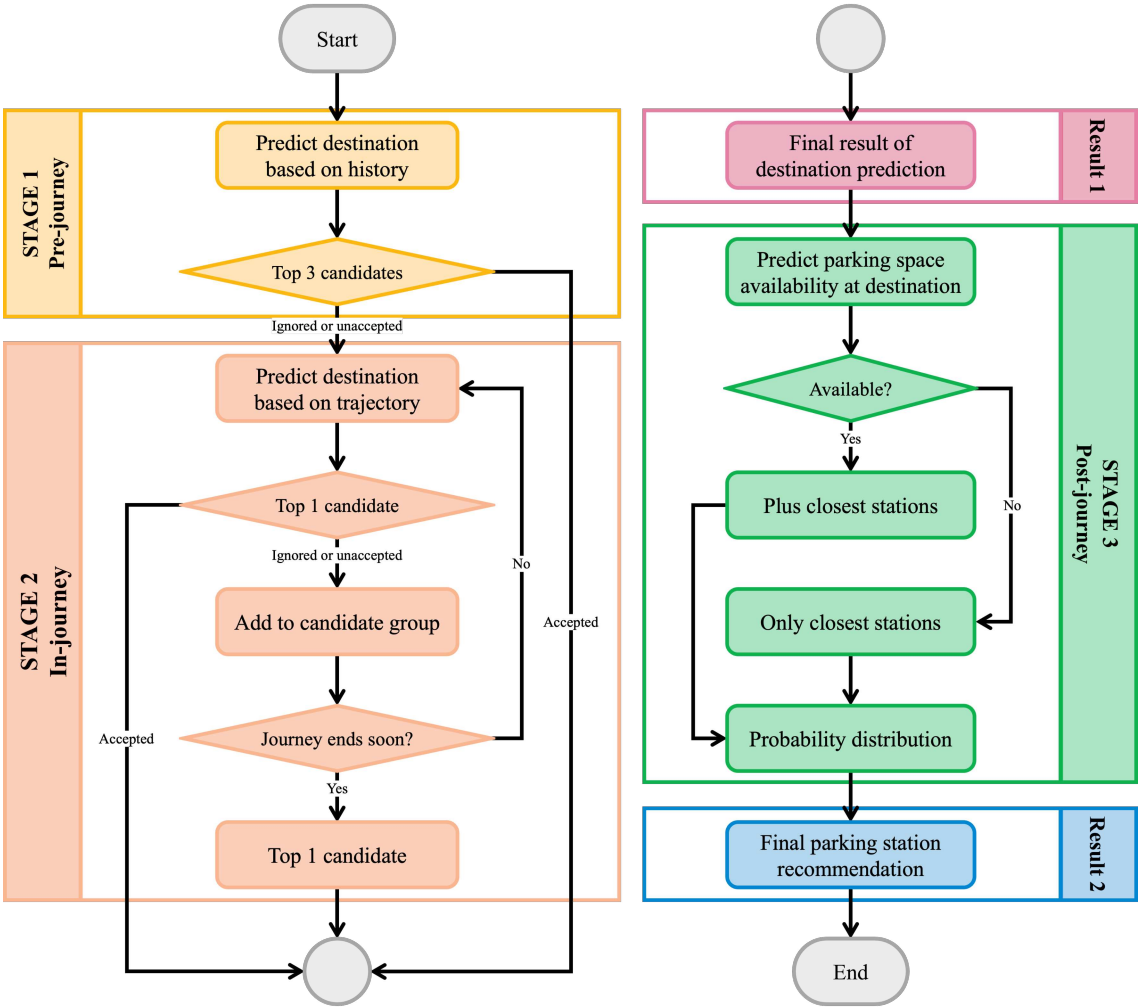 Start
STAGE 1
Pre-journey
Predict destination
based on history
Top 3 candidates
Ignored or unaccepted
STAGE 2
In-journey
Predict destination
based on trajectory
Top 1 candidate
Ignored or unaccepted
No
Add to candidate group
Accepted
Journey ends soon?
Accepted
Yes
Top 1 candidate
Final result of
destination prediction
Result 1
Predict parking space
availability at destination
Available?
Yes
STAGE 3
Post-journey
Plus closest stations
No
Only closest stations
Probability distribution
Final parking station
recommendation
Result 2
End